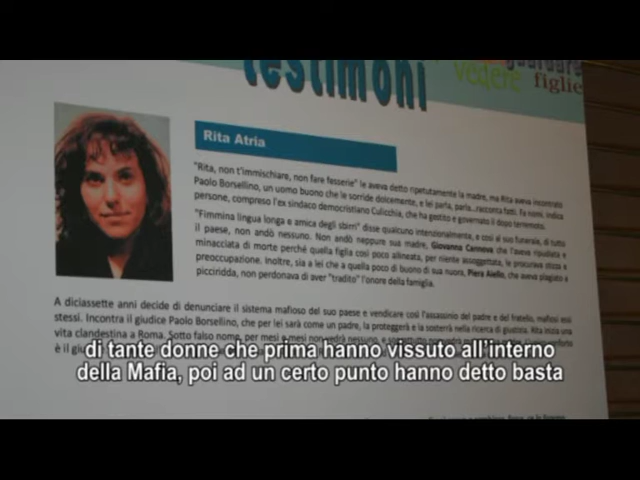 guardare
testimoni vedere figlie
Rita Atria
"Rita, non t'immischiare, non fare fesserie" le aveva detto ripetutamente la madre, ma Rita aveva incontrato
Paolo Borsellino, un uomo buono che le sorride dolcemente, e lei parla, parla...racconta fatti. Fa nomi, indica
persone, compreso l'ex sindaco democristiano Culicchia, che ha gestito e governato il dopo terremoto.
"Fimmina lingua longa e amica degli sbirri" disse qualcuno intenzionalmente, e così al suo funerale, di tutto
il paese, non andò nessuno. Non andò neppure sua madre, Giovanna Cannova che l'aveva ripudiata e
minacciata di morte perché quella figlia così poco allineata, per niente assoggettata, le procurava stizza e
preoccupazione. Inoltre, sia a lei che a quella poco di buono di sua nuora, Piera Aiello, che aveva plagiato a
picciridda, non perdonava di aver "tradito" l'onore della famiglia.
A diciassette anni decide di denunciare il sistema mafioso del suo paese e vendicare così l'assassinio del padre e del fratello, mafiosi essi
stessi. Incontra il giudice Paolo Borsellino, che per lei sarà come un padre, la proteggerà e la sosterrà nella ricerca di giustizia. Rita inizia una
vita clandestina a Roma. Sotto falso nome, per mesi e mesi non vedrà nessuno, e
è il giu
di tante donne che prima hanno vissuto all'interno
della Mafia, poi ad un certo punto hanno detto basta